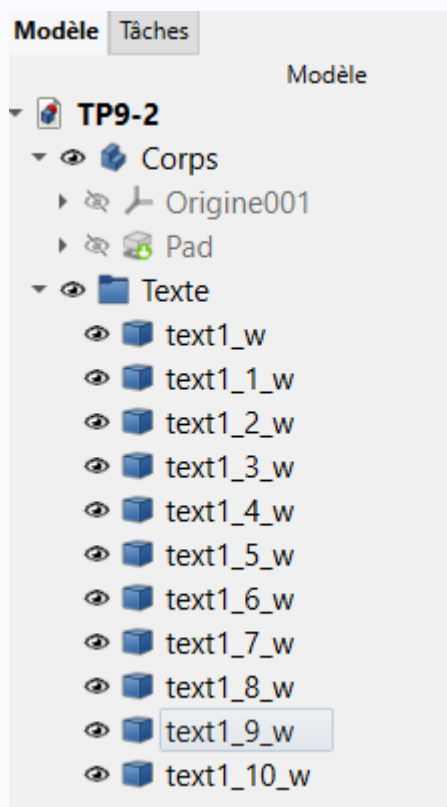 Modèle Tâches
Modèle
TP9-2
Corps
Origine001
Pad
Texte
text1_w
text1_1_w
text1_2_w
text1_3_w
text1_4_w
text1_5_w
text1_6_w
text1_7_w
text1_8_w
text1_9_w
text1_10_w